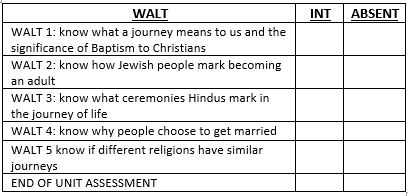 WALT INT ABSENT
WALT 1: know what a journey means to us and the
significance of Baptism to Christians
WALT 2: know how Jewish people mark becoming
an adult
WALT 3: know what ceremonies Hindus mark in
the journey of life
WALT 4: know why people choose to get married
WALT 5 know if different religions have similar
journeys
END OF UNIT ASSESSMENT